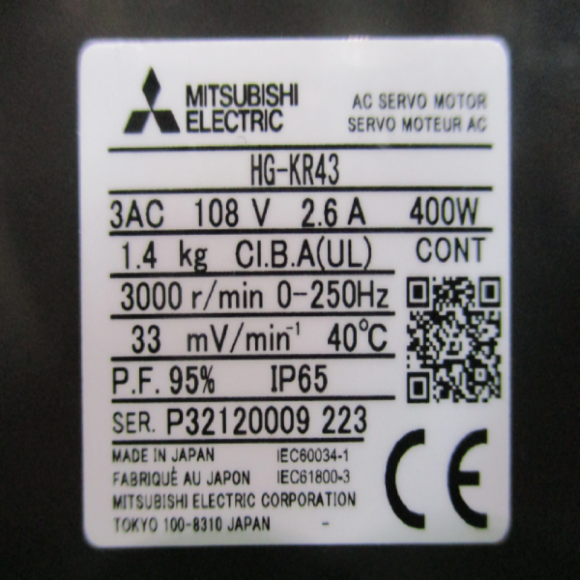 MITSUBISHI ELECTRIC
AC SERVO MOTOR
SERVO MOTEUR AC
HG-KR43
3AC 108 V 2.6 A 400W
1.4 kg CI.B.A(UL) CONT
3000 r/min 0-250Hz
33 mV/min⁻¹ 40℃
P.F. 95% IP65
SER. P32120009 223
MADE IN JAPAN IEC60034-1
FABRIQUÉ AU JAPON IEC61800-3
MITSUBISHI ELECTRIC CORPORATION
TOKYO 100-8310 JAPAN -
CE